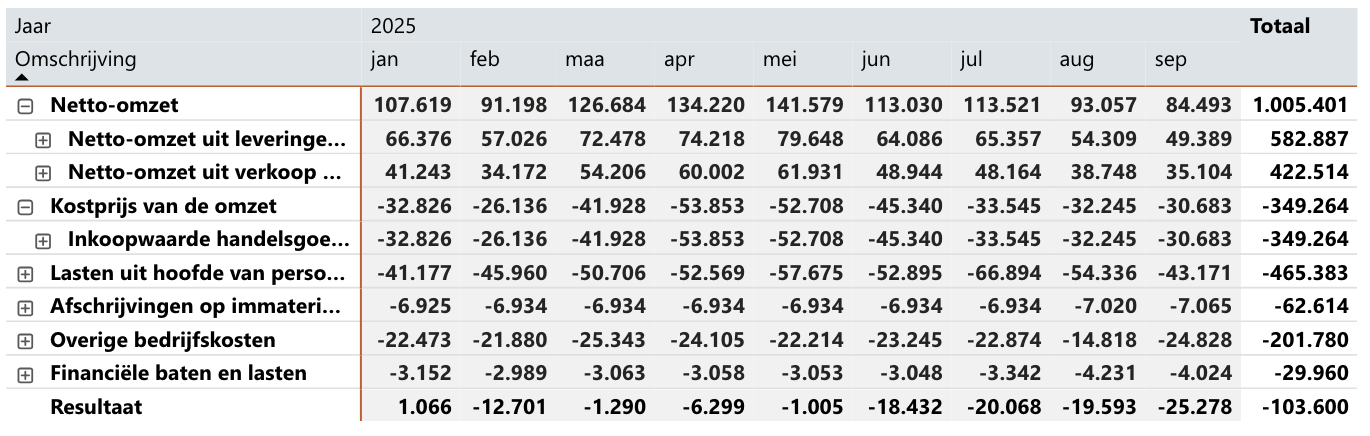 Jaar 2025 Totaal
Omschrijving jan feb maa apr mei jun jul aug sep
Netto-omzet 107.619 91.198 126.684 134.220 141.579 113.030 113.521 93.057 84.493 1.005.401
Netto-omzet uit leveringe... 66.376 57.026 72.478 74.218 79.648 64.086 65.357 54.309 49.389 582.887
Netto-omzet uit verkoop ... 41.243 34.172 54.206 60.002 61.931 48.944 48.164 38.748 35.104 422.514
Kostprijs van de omzet -32.826 -26.136 -41.928 -53.853 -52.708 -45.340 -33.545 -32.245 -30.683 -349.264
Inkoopwaarde handelsgoe... -32.826 -26.136 -41.928 -53.853 -52.708 -45.340 -33.545 -32.245 -30.683 -349.264
Lasten uit hoofde van perso... -41.177 -45.960 -50.706 -52.569 -57.675 -52.895 -66.894 -54.336 -43.171 -465.383
Afschrijvingen op immateri... -6.925 -6.934 -6.934 -6.934 -6.934 -6.934 -6.934 -7.020 -7.065 -62.614
Overige bedrijfskosten -22.473 -21.880 -25.343 -24.105 -22.214 -23.245 -22.874 -14.818 -24.828 -201.780
Financiële baten en lasten -3.152 -2.989 -3.063 -3.058 -3.053 -3.048 -3.342 -4.231 -4.024 -29.960
Resultaat 1.066 -12.701 -1.290 -6.299 -1.005 -18.432 -20.068 -19.593 -25.278 -103.600